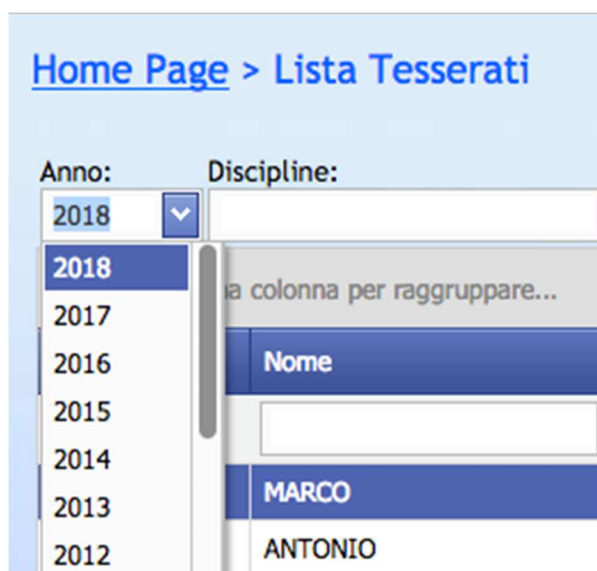 Home Page > Lista Tesserati
Anno: Discipline:
2018
2018
colonna per raggruppare...
2017
2016 Nome
2015
2014
2013 MARCO
2012 ANTONIO